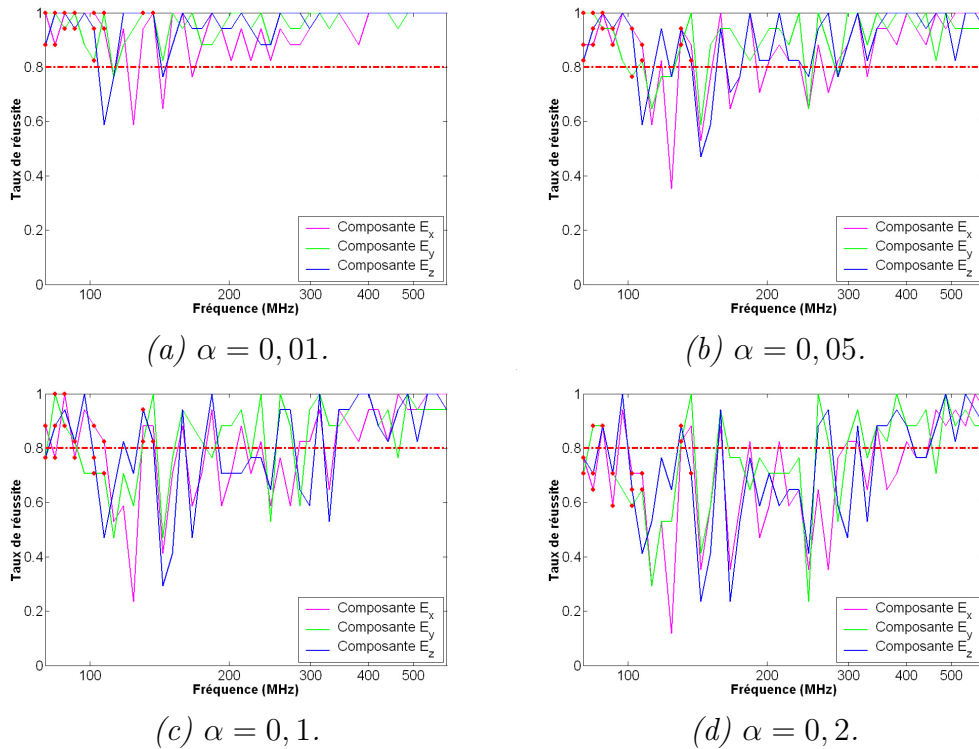 1
0.8
0.6
0.4
0.2
0
Taux de réussite
100
200
300
400
500
Fréquence (MHz)
Composante E_x
Composante E_y
Composante E_z
(a) α = 0,01.
1
0.8
0.6
0.4
0.2
0
Taux de réussite
100
200
300
400
500
Fréquence (MHz)
Composante E_x
Composante E_y
Composante E_z
(b) α = 0,05.
1
0.8
0.6
0.4
0.2
0
Taux de réussite
100
200
300
400
500
Fréquence (MHz)
Composante E_x
Composante E_y
Composante E_z
(c) α = 0,1.
1
0.8
0.6
0.4
0.2
0
Taux de réussite
100
200
300
400
500
Fréquence (MHz)
Composante E_x
Composante E_y
Composante E_z
(d) α = 0,2.